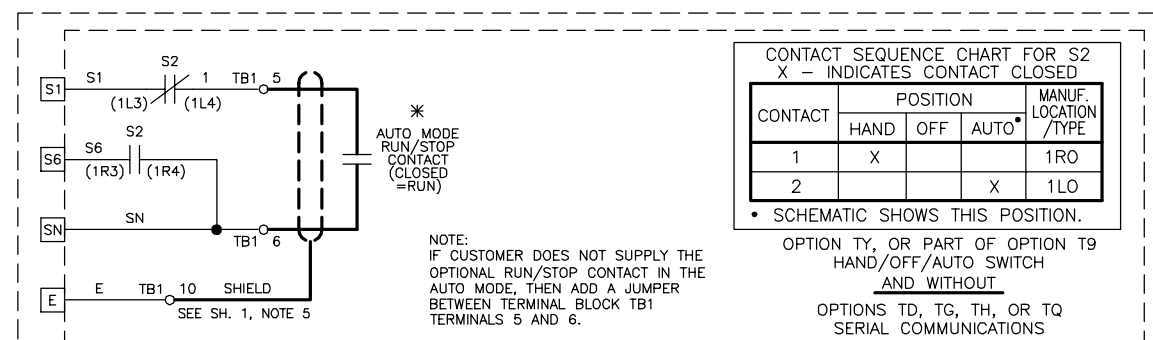 S1 S1 S2 1 TB1 5
(1L3) (1L4)
S6 S6 S2
(1R3) (1R4)
SN SN
TB1 6
E E TB1 10 SHIELD
SEE SH. 1, NOTE 5
*
AUTO MODE
RUN/STOP
CONTACT
(CLOSED
=RUN)
NOTE:
IF CUSTOMER DOES NOT SUPPLY THE
OPTIONAL RUN/STOP CONTACT IN THE
AUTO MODE, THEN ADD A JUMPER
BETWEEN TERMINAL BLOCK TB1
TERMINALS 5 AND 6.
CONTACT SEQUENCE CHART FOR S2
X – INDICATES CONTACT CLOSED
CONTACT POSITION MANUF. LOCATION /TYPE
HAND OFF AUTO•
1 X 1RO
2 X 1LO
• SCHEMATIC SHOWS THIS POSITION.
OPTION TY, OR PART OF OPTION T9
HAND/OFF/AUTO SWITCH
AND WITHOUT
OPTIONS TD, TG, TH, OR TQ
SERIAL COMMUNICATIONS